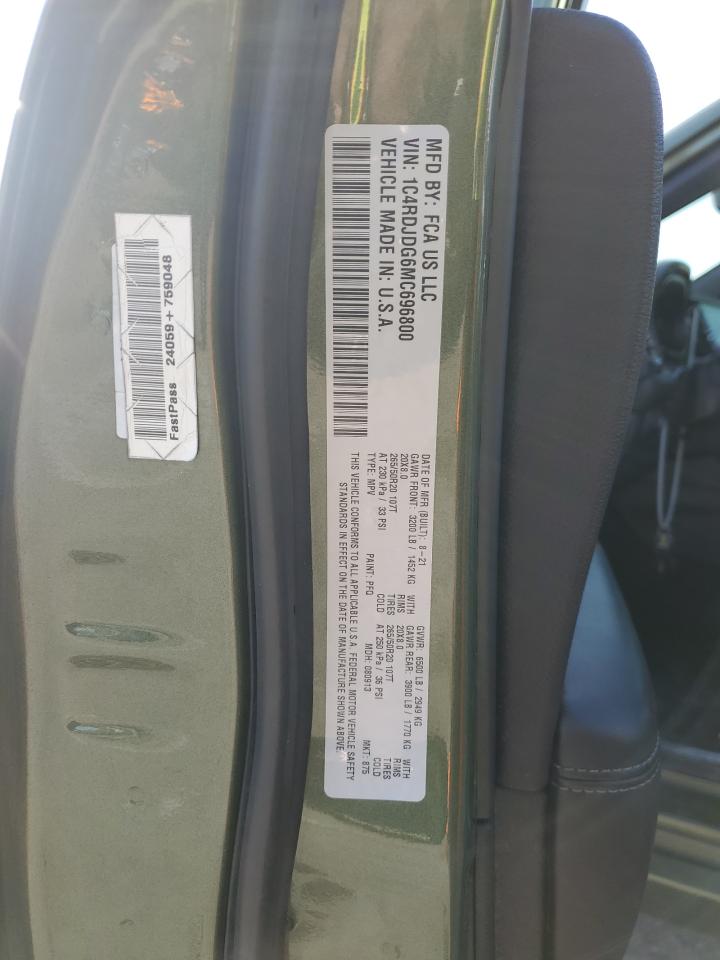 MFD BY: FCA US LLC
VIN: 1C4RDJDG6MC696800
VEHICLE MADE IN: U.S.A.
DATE OF MFR (BUILT): 8-21 GVWR: 6500 LB / 2949 KG
GAWR FRONT: 3200 LB / 1452 KG WITH GAWR REAR: 3900 LB / 1770 KG WITH
20X8.0 RIMS 20X8.0 RIMS
265/50R20 107T TIRES 265/50R20 107T TIRES
AT 230 kPa / 33 PSI COLD AT 250 kPa / 36 PSI COLD
TYPE: MPV PAINT: PFQ MDH: 080913 MKT: 875
THIS VEHICLE CONFORMS TO ALL APPLICABLE U.S.A. FEDERAL MOTOR VEHICLE SAFETY
STANDARDS IN EFFECT ON THE DATE OF MANUFACTURE SHOWN ABOVE.
FastPass 24059+759048